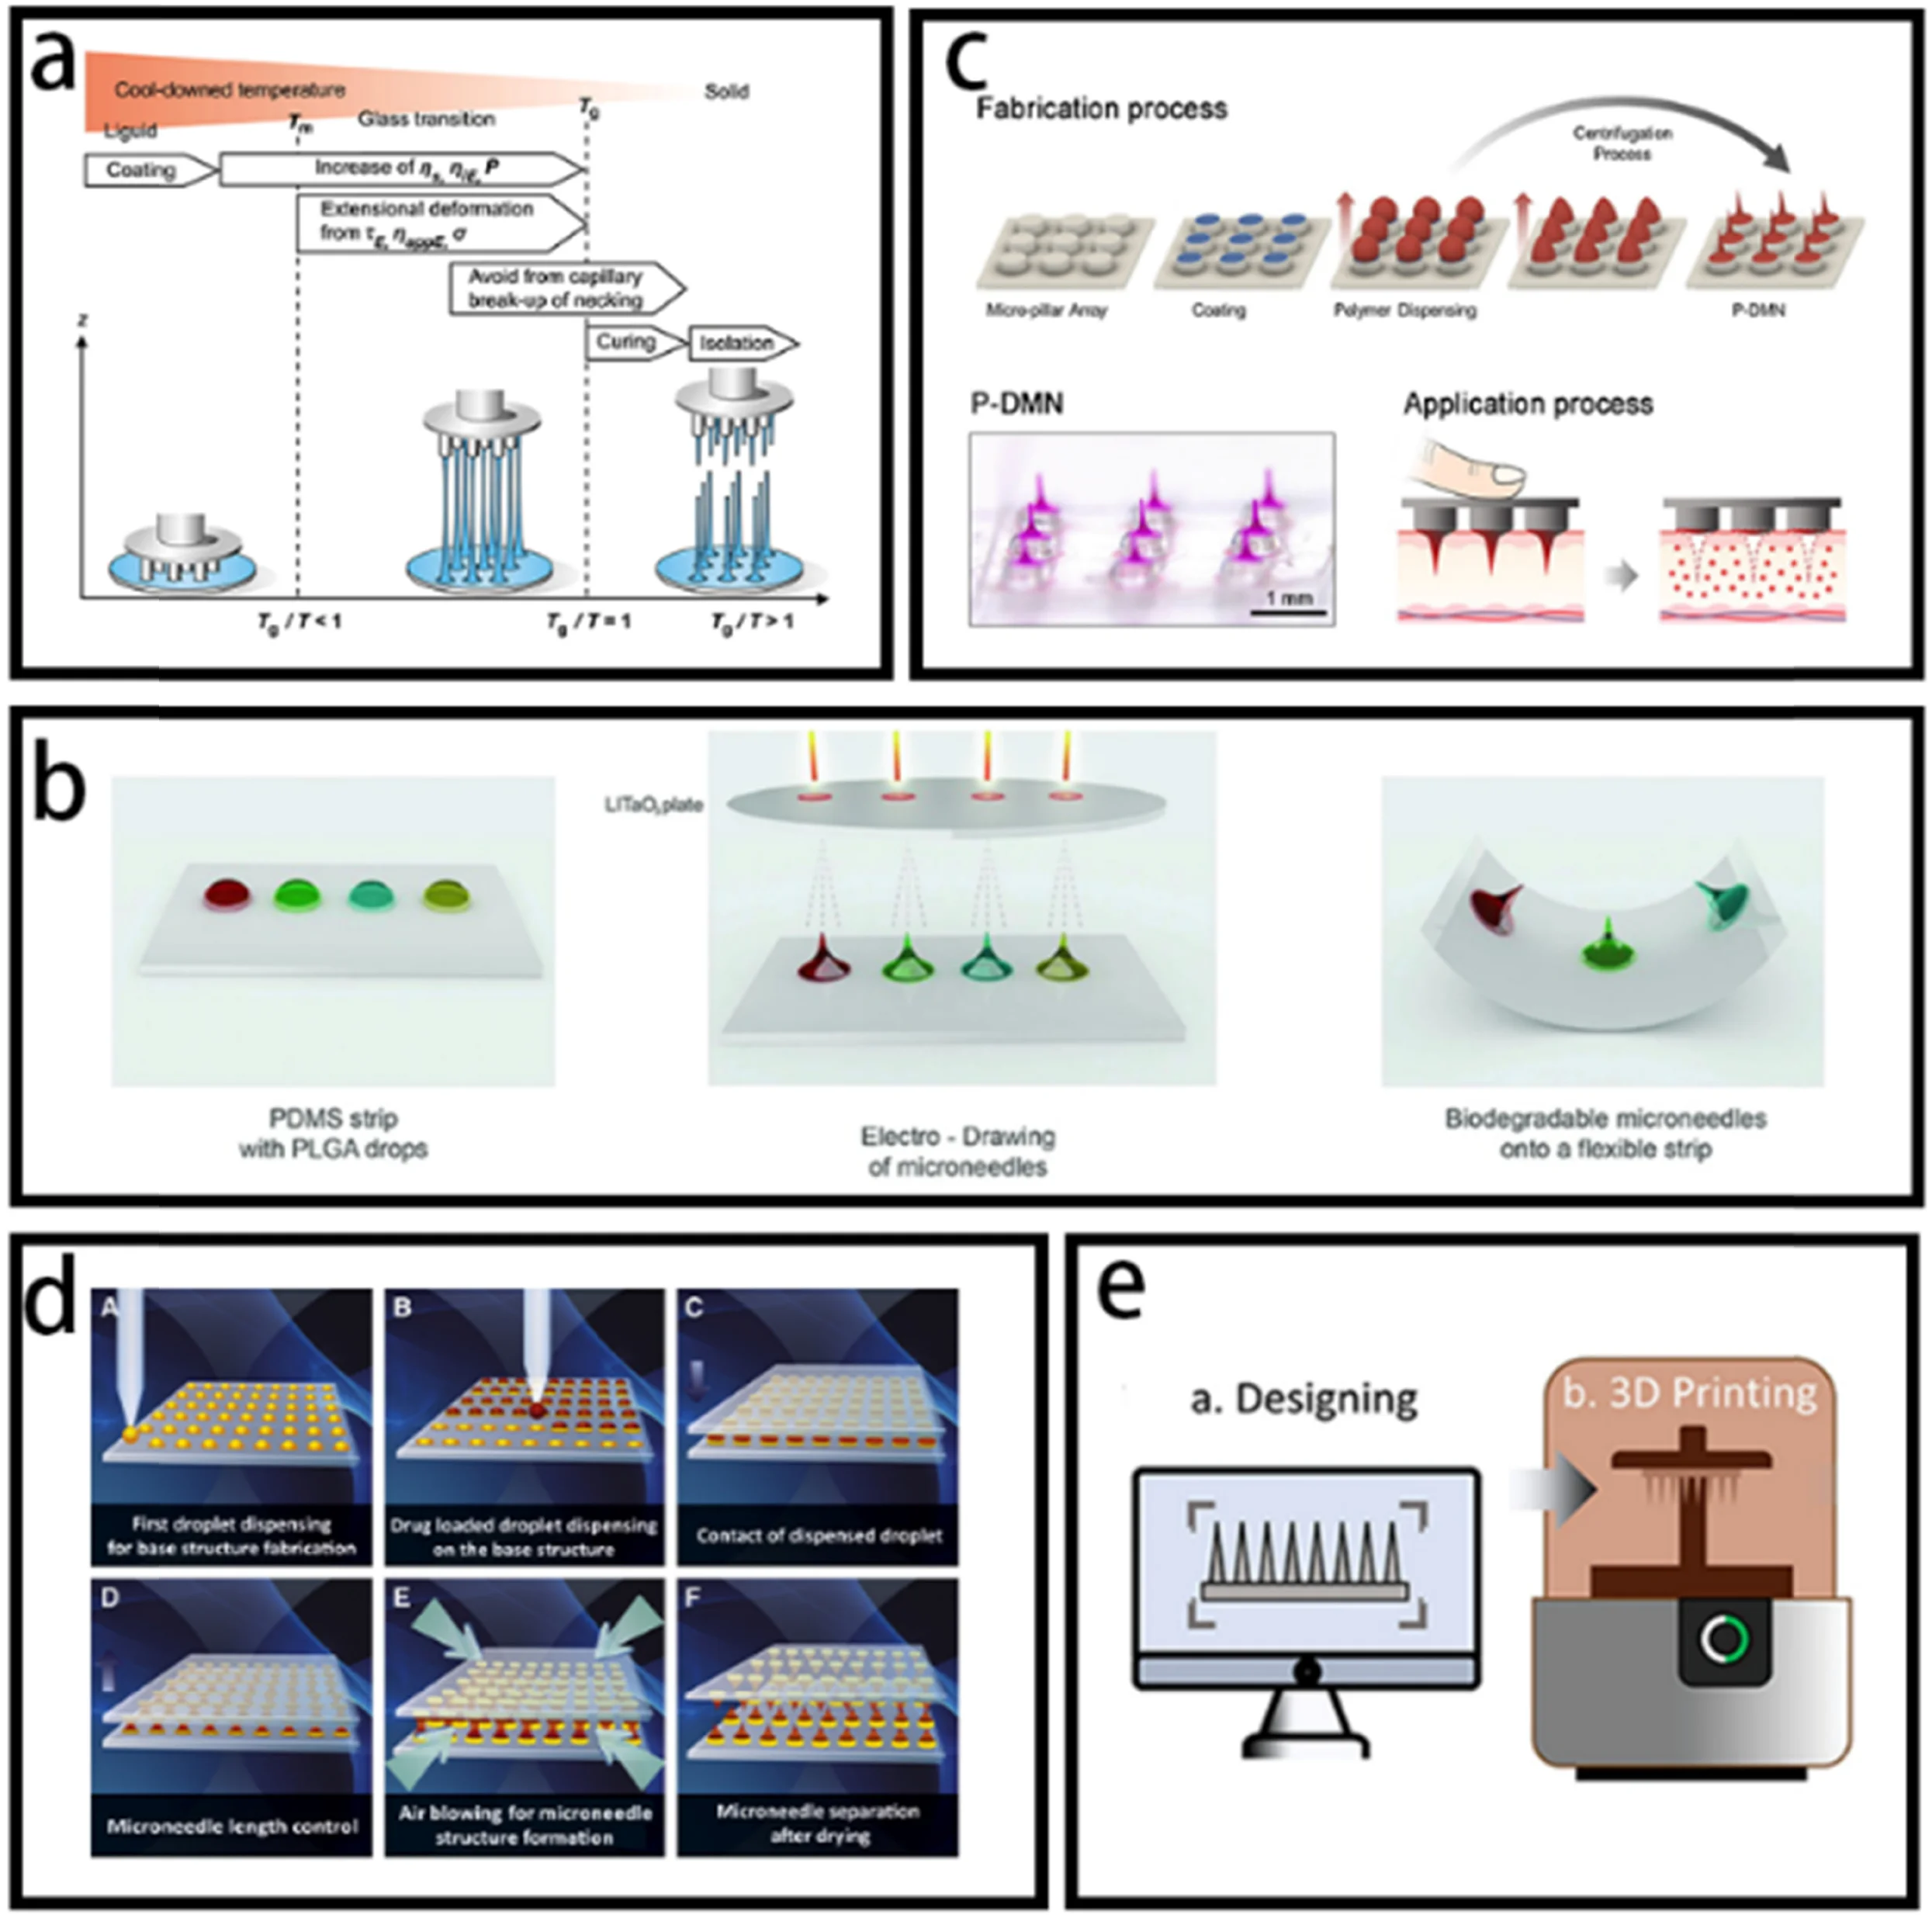 a
Cool-downed temperature
Solid
Liguid
Tm
Glass transition
Tg
Coating
Increase of ηs, η/E, P
Extensional deformation
from τE, ηappE, σ
Avoid from capillary
break-up of necking
Curing
Isolation
z
Tg / T < 1
Tg / T = 1
Tg / T > 1
c
Fabrication process
Centrifugation
Process
Micro-pillar Array
Coating
Polymer Dispensing
P-DMN
P-DMN
1 mm
Application process
b
LITaO3 plate
PDMS strip
with PLGA drops
Electro - Drawing
of microneedles
Biodegradable microneedles
onto a flexible strip
d
A
First droplet dispensing
for base structure fabrication
B
Drug loaded droplet dispensing
on the base structure
C
Contact of dispensed droplet
D
Microneedle length control
E
Air blowing for microneedle
structure formation
F
Microneedle separation
after drying
e
a. Designing
b. 3D Printing